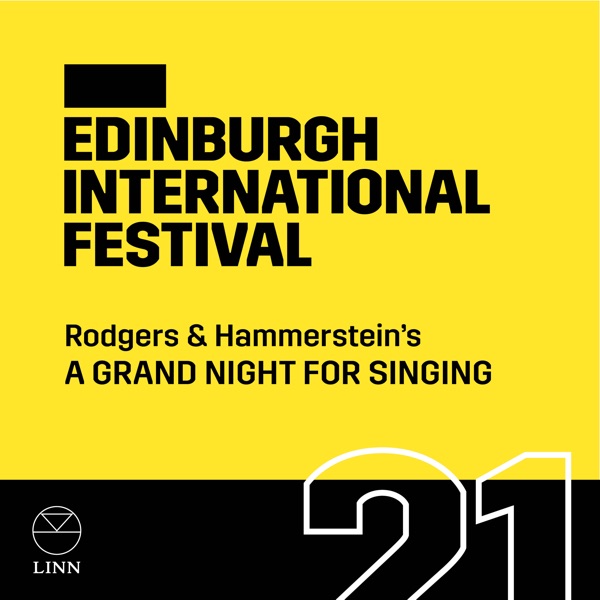 EDINBURGH
INTERNATIONAL
FESTIVAL
Rodgers & Hammerstein’s
A GRAND NIGHT FOR SINGING
21
LINN